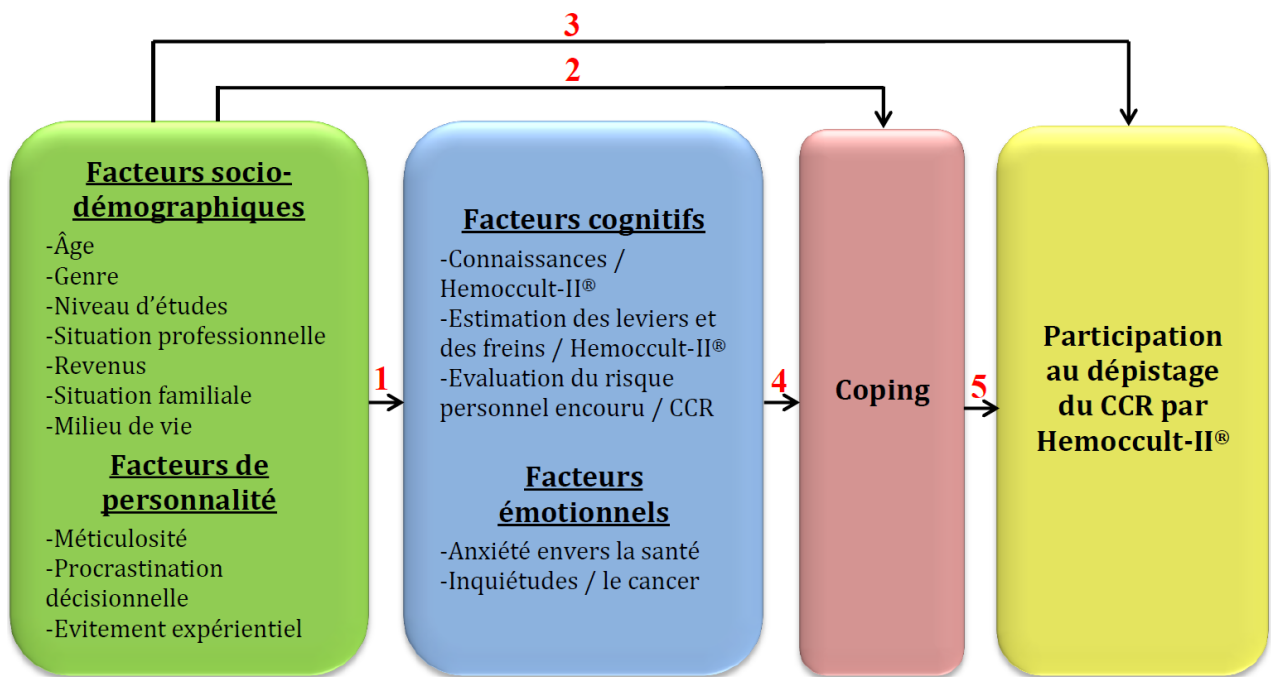 3
2
Facteurs socio-
démographiques
-Âge
-Genre
-Niveau d’études
-Situation professionnelle
-Revenus
-Situation familiale
-Milieu de vie
Facteurs de
personnalité
-Méticulosité
-Procrastination
décisionnelle
-Evitement expérientiel
1
Facteurs cognitifs
-Connaissances /
Hemoccult-II®
-Estimation des leviers et
des freins / Hemoccult-II®
-Evaluation du risque
personnel encouru / CCR
Facteurs
émotionnels
-Anxiété envers la santé
-Inquiétudes / le cancer
4
Coping
5
Participation
au dépistage
du CCR par
Hemoccult-II®